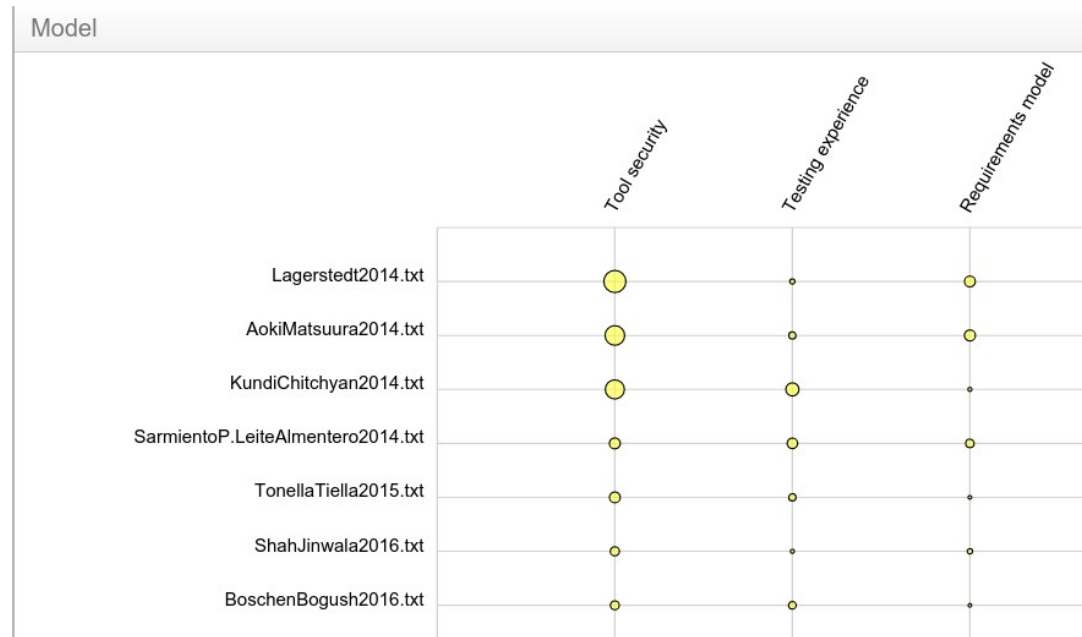 Model
Tool security
Testing experience
Requirements model
Lagerstedt2014.txt
AokiMatsuura2014.txt
KundiChitchyan2014.txt
SarmientoP.LeiteAlmentero2014.txt
TonellaTiella2015.txt
ShahJinwala2016.txt
BoschenBogush2016.txt